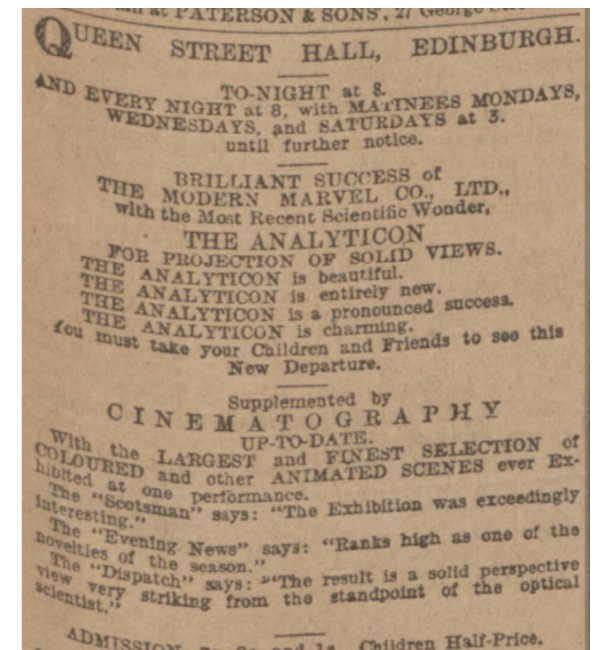 at PATERSON & SONS', 27 George
QUEEN STREET HALL, EDINBURGH.
TO-NIGHT at 8.
AND EVERY NIGHT at 8, with MATINEES MONDAYS,
WEDNESDAYS, and SATURDAYS at 3.
until further notice.
BRILLIANT SUCCESS of
THE MODERN MARVEL CO., LTD.,
with the Most Recent Scientific Wonder,
THE ANALYTICON
FOR PROJECTION OF SOLID VIEWS.
THE ANALYTICON is beautiful.
THE ANALYTICON is entirely new.
THE ANALYTICON is a pronounced success.
THE ANALYTICON is charming.
You must take your Children and Friends to see this
New Departure.
Supplemented by
CINEMATOGRAPHY
UP-TO-DATE.
With the LARGEST and FINEST SELECTION of
COLOURED and other ANIMATED SCENES ever Ex-
hibited at one performance.
The "Scotsman" says: "The Exhibition was exceedingly
interesting."
The "Evening News" says: "Ranks high as one of the
novelties of the season."
The "Dispatch" says: "The result is a solid perspective
view very striking from the standpoint of the optical
scientist."
ADMISSION, and 1s. Children Half-Price.